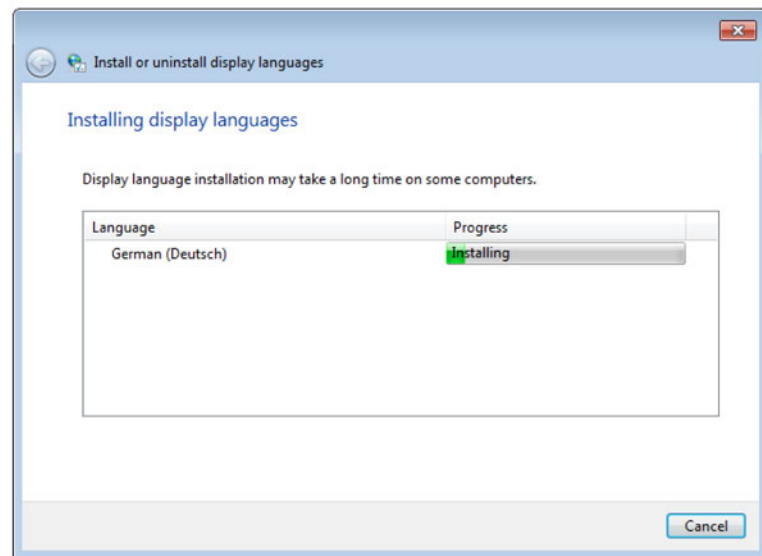 Install or uninstall display languages
Installing display languages
Display language installation may take a long time on some computers.
Language Progress
German (Deutsch) Installing
Cancel